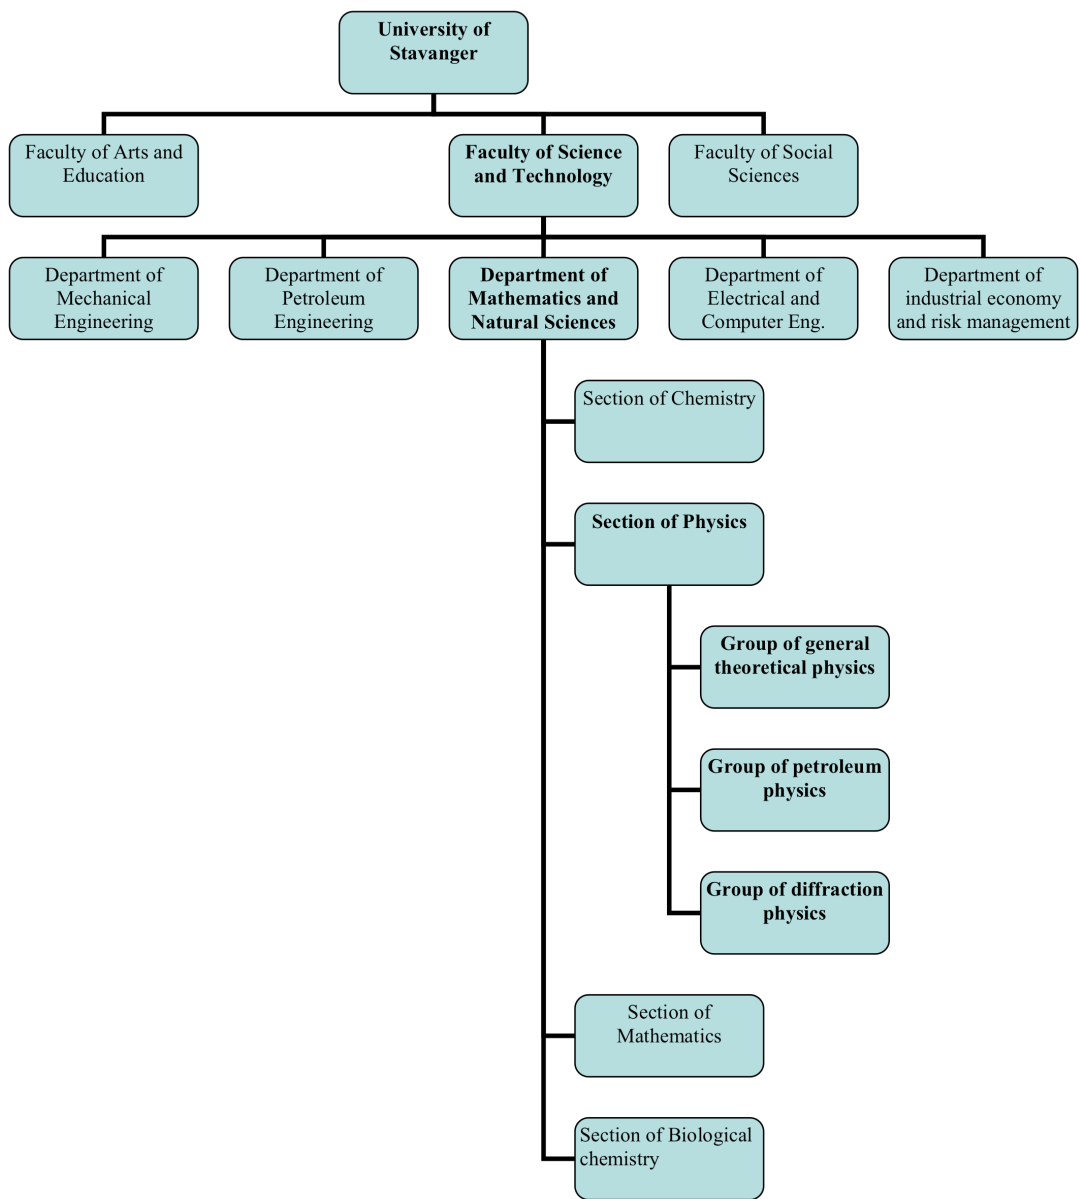 University of
Stavanger
Faculty of Arts and
Education
Faculty of Science
and Technology
Faculty of Social
Sciences
Department of
Mechanical
Engineering
Department of
Petroleum
Engineering
Department of
Mathematics and
Natural Sciences
Department of
Electrical and
Computer Eng.
Department of
industrial economy
and risk management
Section of Chemistry
Section of Physics
Group of general
theoretical physics
Group of petroleum
physics
Group of diffraction
physics
Section of
Mathematics
Section of Biological
chemistry